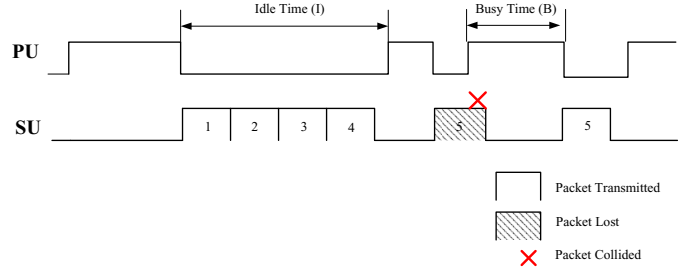 Idle Time (I)
Busy Time (B)
PU
SU
1
2
3
4
5
5
Packet Transmitted
Packet Lost
Packet Collided